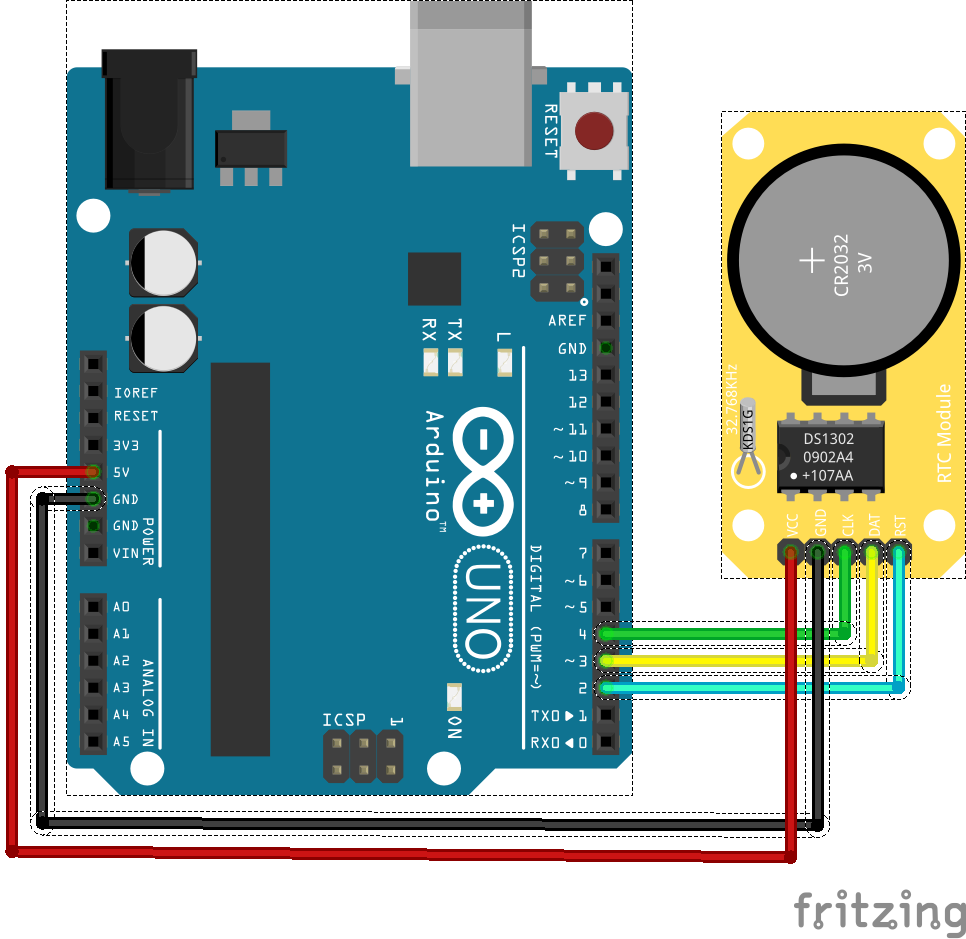 RESET
ICSP2
AREF
GND
13
12
~11
~10
~9
8
RX
TX
L
IOREF
RESET
3V3
5V
GND
GND
VIN
POWER
Arduino™
UNO
DIGITAL (PWM=~)
7
~6
~5
4
~3
2
TX0▶1
RX0◀0
A0
A1
A2
A3
A4
A5
ANALOG IN
ICSP
1
ON
CR2032
3V
32.768KHz
KDS1G
DS1302
0902A4
+107AA
RTC Module
VCC
GND
CLK
DAT
RST
fritzing